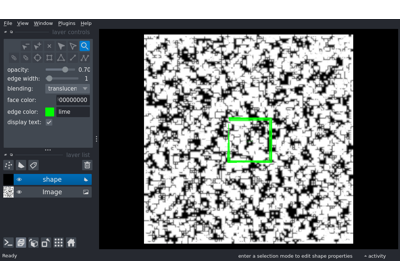 File View Window Plugins Help
layer controls
opacity: 0.70
edge width: 1
blending: translucen
face color: 00000000
edge color: lime
display text:
layer list
shape
Image
Ready
enter a selection mode to edit shape properties
activity